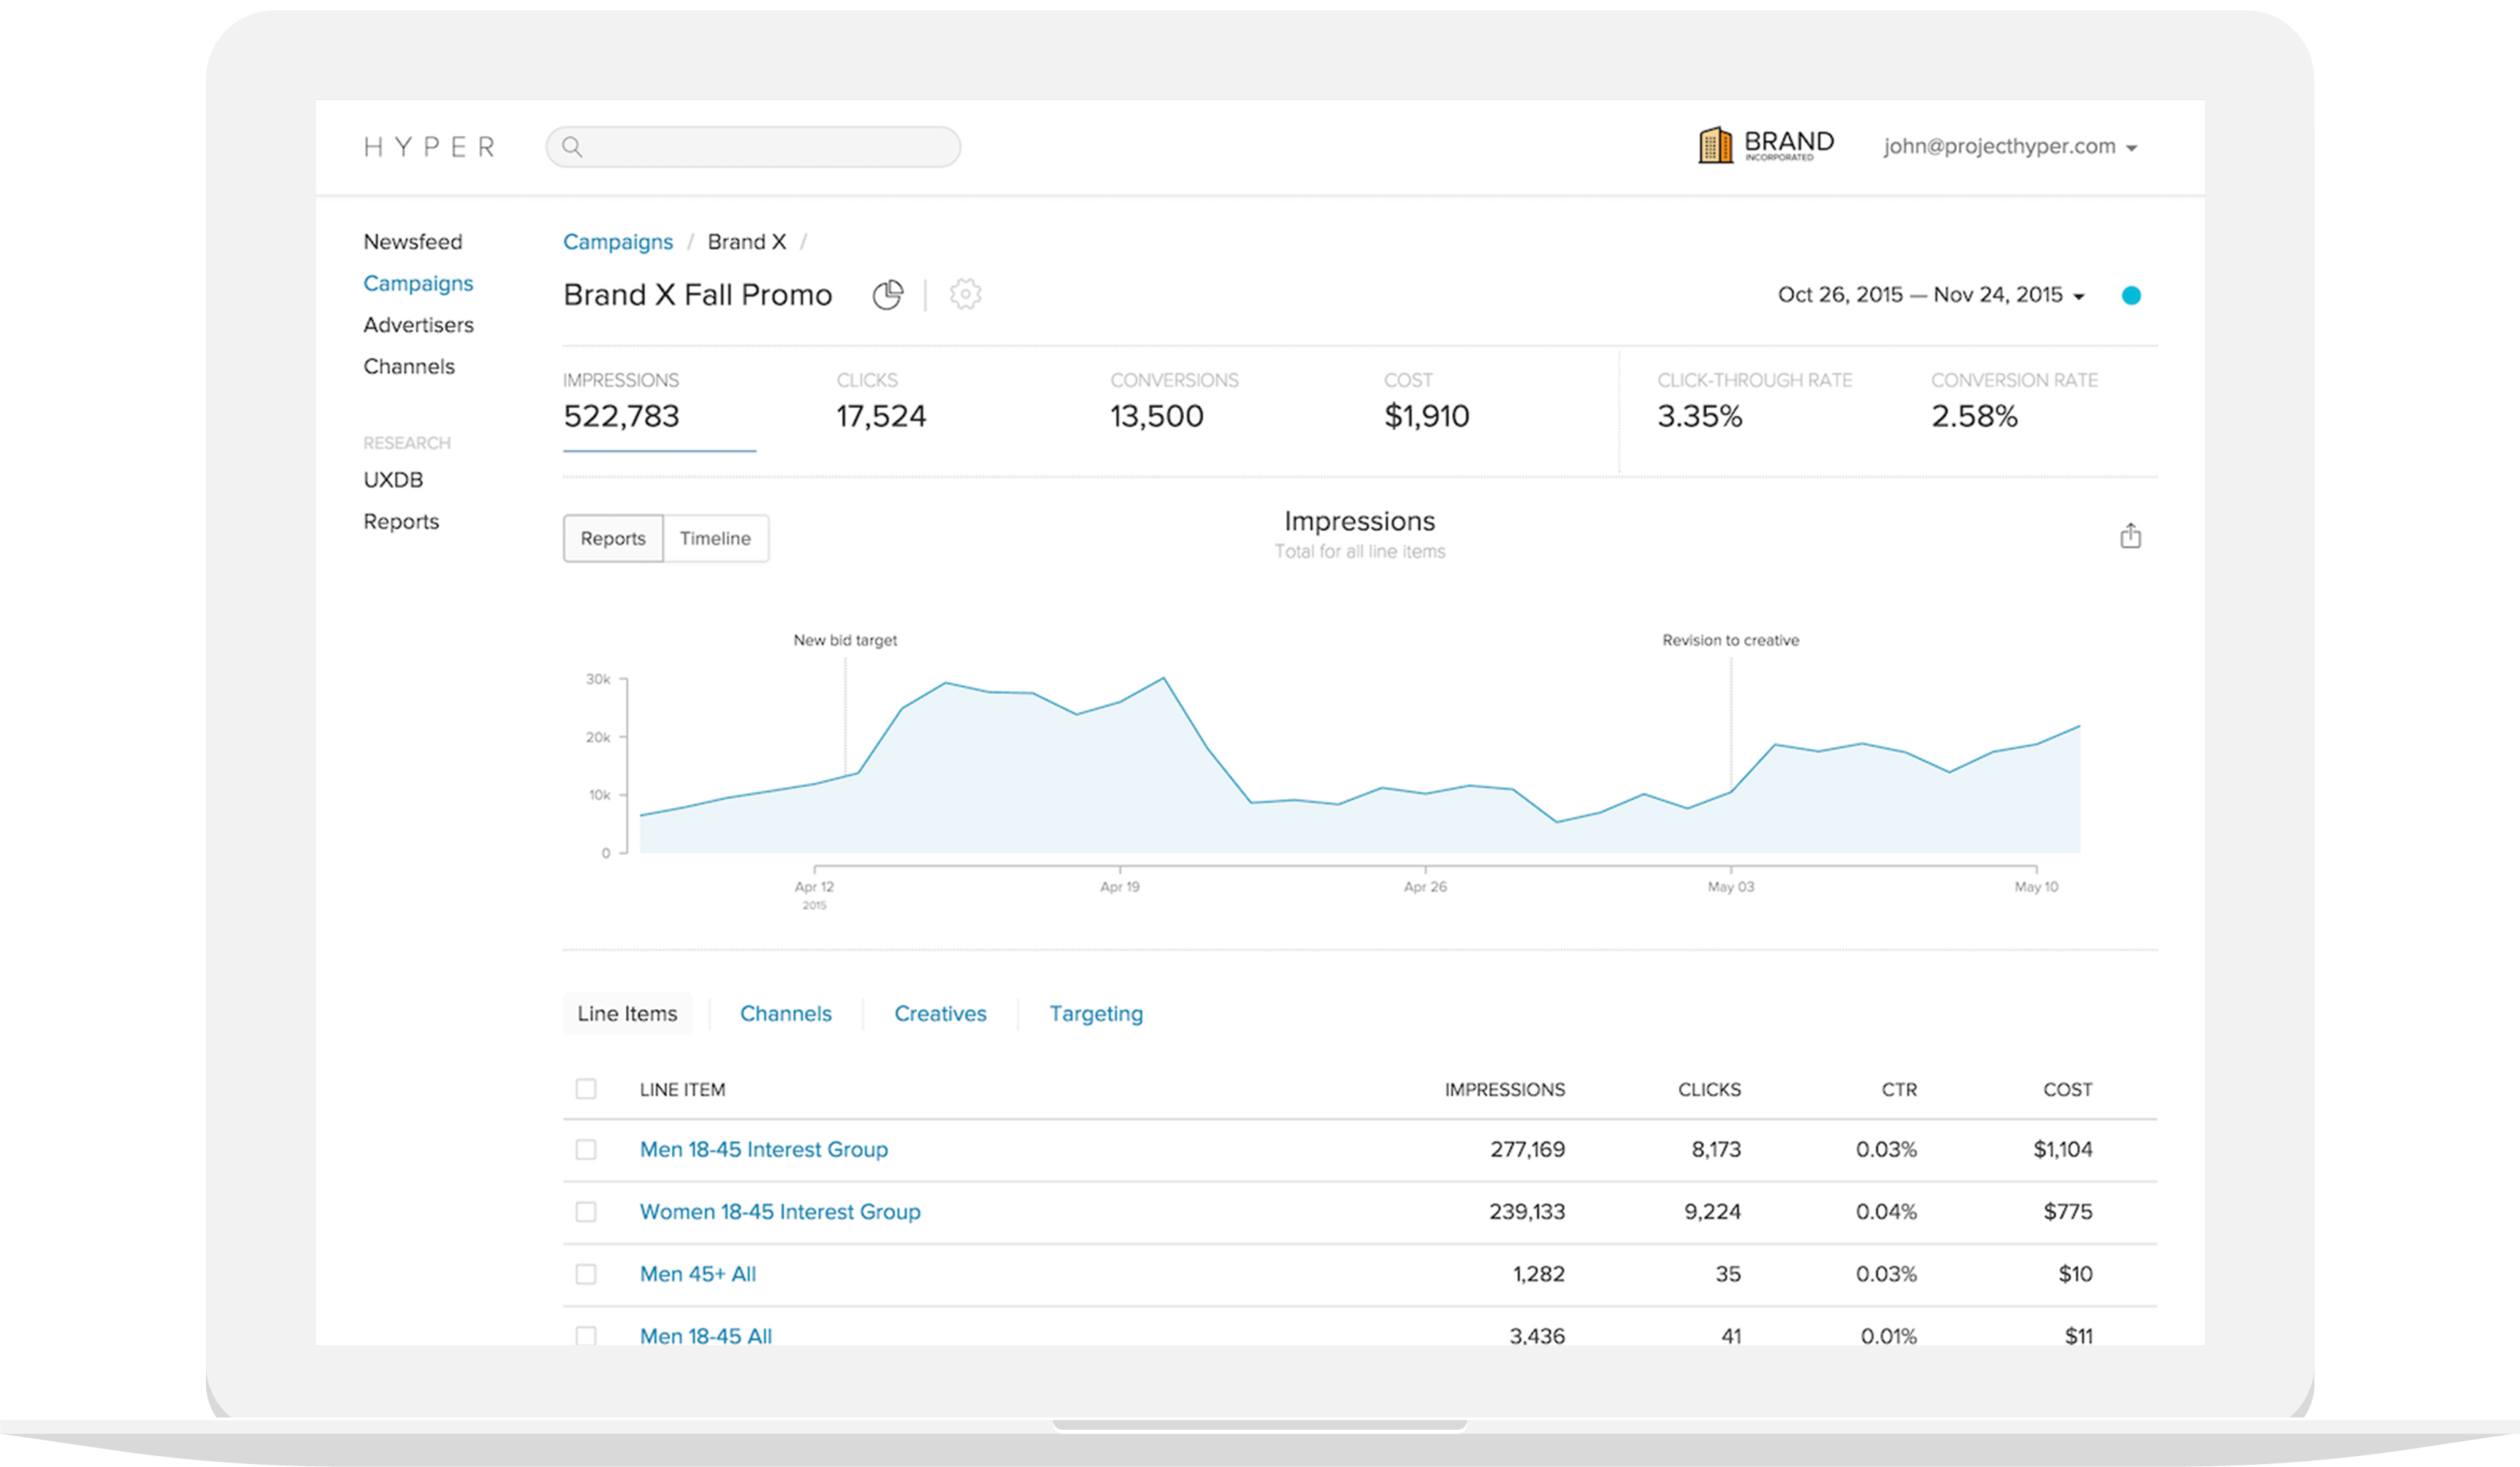 HYPER
BRAND
INCORPORATED
john@projecthyper.com
Newsfeed
Campaigns
Advertisers
Channels
RESEARCH
UXDB
Reports
Campaigns / Brand X /
Brand X Fall Promo
Oct 26, 2015 — Nov 24, 2015
IMPRESSIONS CLICKS CONVERSIONS COST CLICK-THROUGH RATE CONVERSION RATE
522,783 17,524 13,500 $1,910 3.35% 2.58%
Reports Timeline
Impressions
Total for all line items
New bid target Revision to creative
30k
20k
10k
0
Apr 12 Apr 19 Apr 26 May 03 May 10
2015
Line Items Channels Creatives Targeting
LINE ITEM IMPRESSIONS CLICKS CTR COST
Men 18-45 Interest Group 277,169 8,173 0.03% $1,104
Women 18-45 Interest Group 239,133 9,224 0.04% $775
Men 45+ All 1,282 35 0.03% $10
Men 18-45 All 3,436 41 0.01% $11